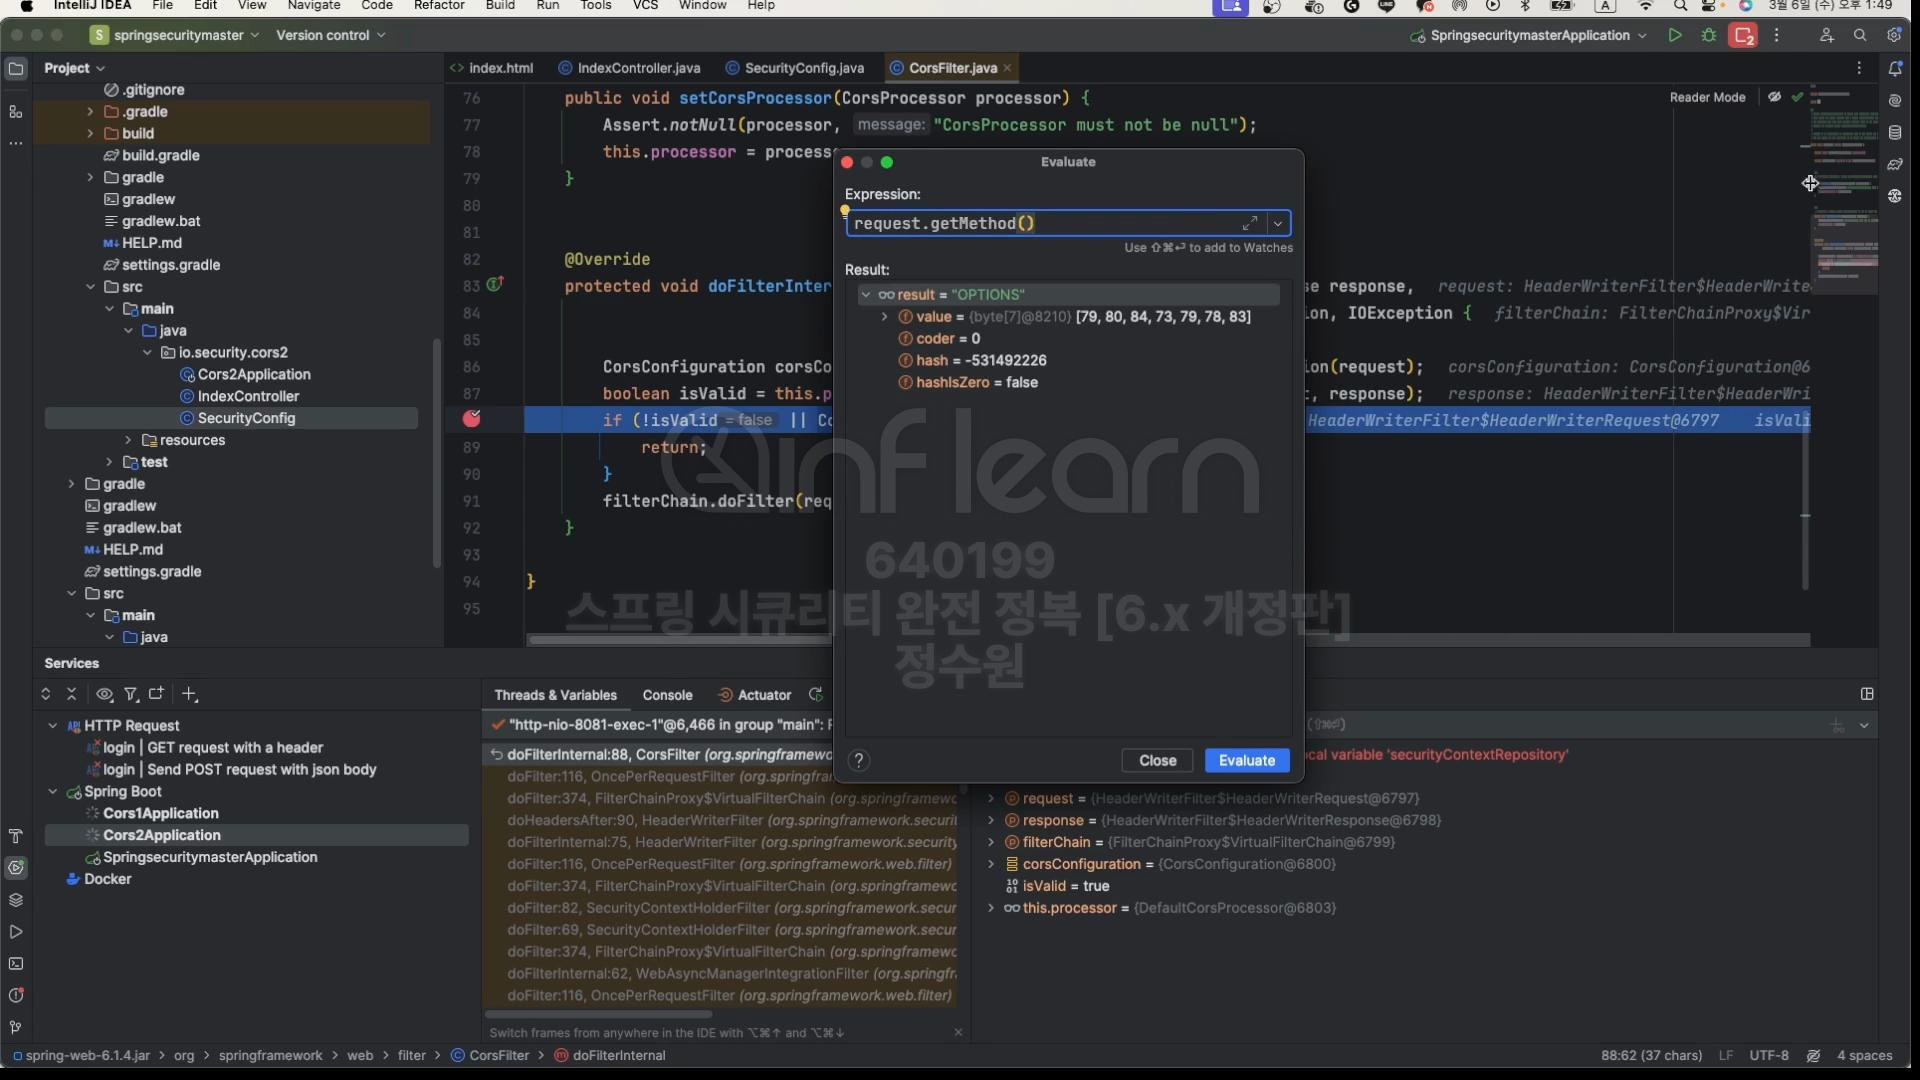 IntelliJ IDEA File Edit View Navigate Code Refactor Build Run Tools VCS Window Help A 3월 6일 (수) 오후 1:49
S springsecuritymaster Version control SpringsecuritymasterApplication 2
Project
.gitignore
.gradle
build
build.gradle
gradle
gradlew
gradlew.bat
HELP.md
settings.gradle
src
main
java
io.security.cors2
Cors2Application
IndexController
SecurityConfig
resources
test
gradle
gradlew
gradlew.bat
HELP.md
settings.gradle
src
main
java
index.html IndexController.java SecurityConfig.java CorsFilter.java
Reader Mode
76 public void setCorsProcessor(CorsProcessor processor) {
77 Assert.notNull(processor, message: "CorsProcessor must not be null");
78 this.processor = process
79 }
80
81
82 @Override
83 protected void doFilterInter se response, request: HeaderWriterFilter$HeaderWrite
84 on, IOException { filterChain: FilterChainProxy$Vir
85
86 CorsConfiguration corsCo on(request); corsConfiguration: CorsConfiguration@6
87 boolean isValid = this.p , response); response: HeaderWriterFilter$HeaderWri
if (!isValid = false || Co HeaderWriterFilter$HeaderWriterRequest@6797 isVali
89 return;
90 }
91 filterChain.doFilter(req
92 }
93
94 }
95
Evaluate
Expression:
request.getMethod()
Use ⇧⌘⏎ to add to Watches
Result:
result = "OPTIONS"
value = {byte[7]@8210} [79, 80, 84, 73, 79, 78, 83]
coder = 0
hash = -531492226
hashIsZero = false
? Close Evaluate
inflearn
640199
스프링 시큐리티 완전 정복 [6.x 개정판]
정수원
Services
HTTP Request
login | GET request with a header
login | Send POST request with json body
Spring Boot
Cors1Application
Cors2Application
SpringsecuritymasterApplication
Docker
Threads & Variables Console Actuator
"http-nio-8081-exec-1"@6,466 in group "main": R
doFilterInternal:88, CorsFilter (org.springframewo
doFilter:116, OncePerRequestFilter (org.springframework.web.filter)
doFilter:374, FilterChainProxy$VirtualFilterChain (org.springframewo
doHeadersAfter:90, HeaderWriterFilter (org.springframework.securit
doFilterInternal:75, HeaderWriterFilter (org.springframework.security
doFilter:116, OncePerRequestFilter (org.springframework.web.filter)
doFilter:374, FilterChainProxy$VirtualFilterChain (org.springframewo
doFilter:82, SecurityContextHolderFilter (org.springframework.secur
doFilter:69, SecurityContextHolderFilter (org.springframework.secur
doFilter:374, FilterChainProxy$VirtualFilterChain (org.springframewo
doFilterInternal:62, WebAsyncManagerIntegrationFilter (org.springfr
doFilter:116, OncePerRequestFilter (org.springframework.web.filter)
Switch frames from anywhere in the IDE with ⌥⌘↑ and ⌥⌘↓
(⇧⌘⏎)
cal variable 'securityContextRepository'
request = {HeaderWriterFilter$HeaderWriterRequest@6797}
response = {HeaderWriterFilter$HeaderWriterResponse@6798}
filterChain = {FilterChainProxy$VirtualFilterChain@6799}
corsConfiguration = {CorsConfiguration@6800}
isValid = true
this.processor = {DefaultCorsProcessor@6803}
spring-web-6.1.4.jar > org > springframework > web > filter > CorsFilter > doFilterInternal 88:62 (37 chars) LF UTF-8 4 spaces